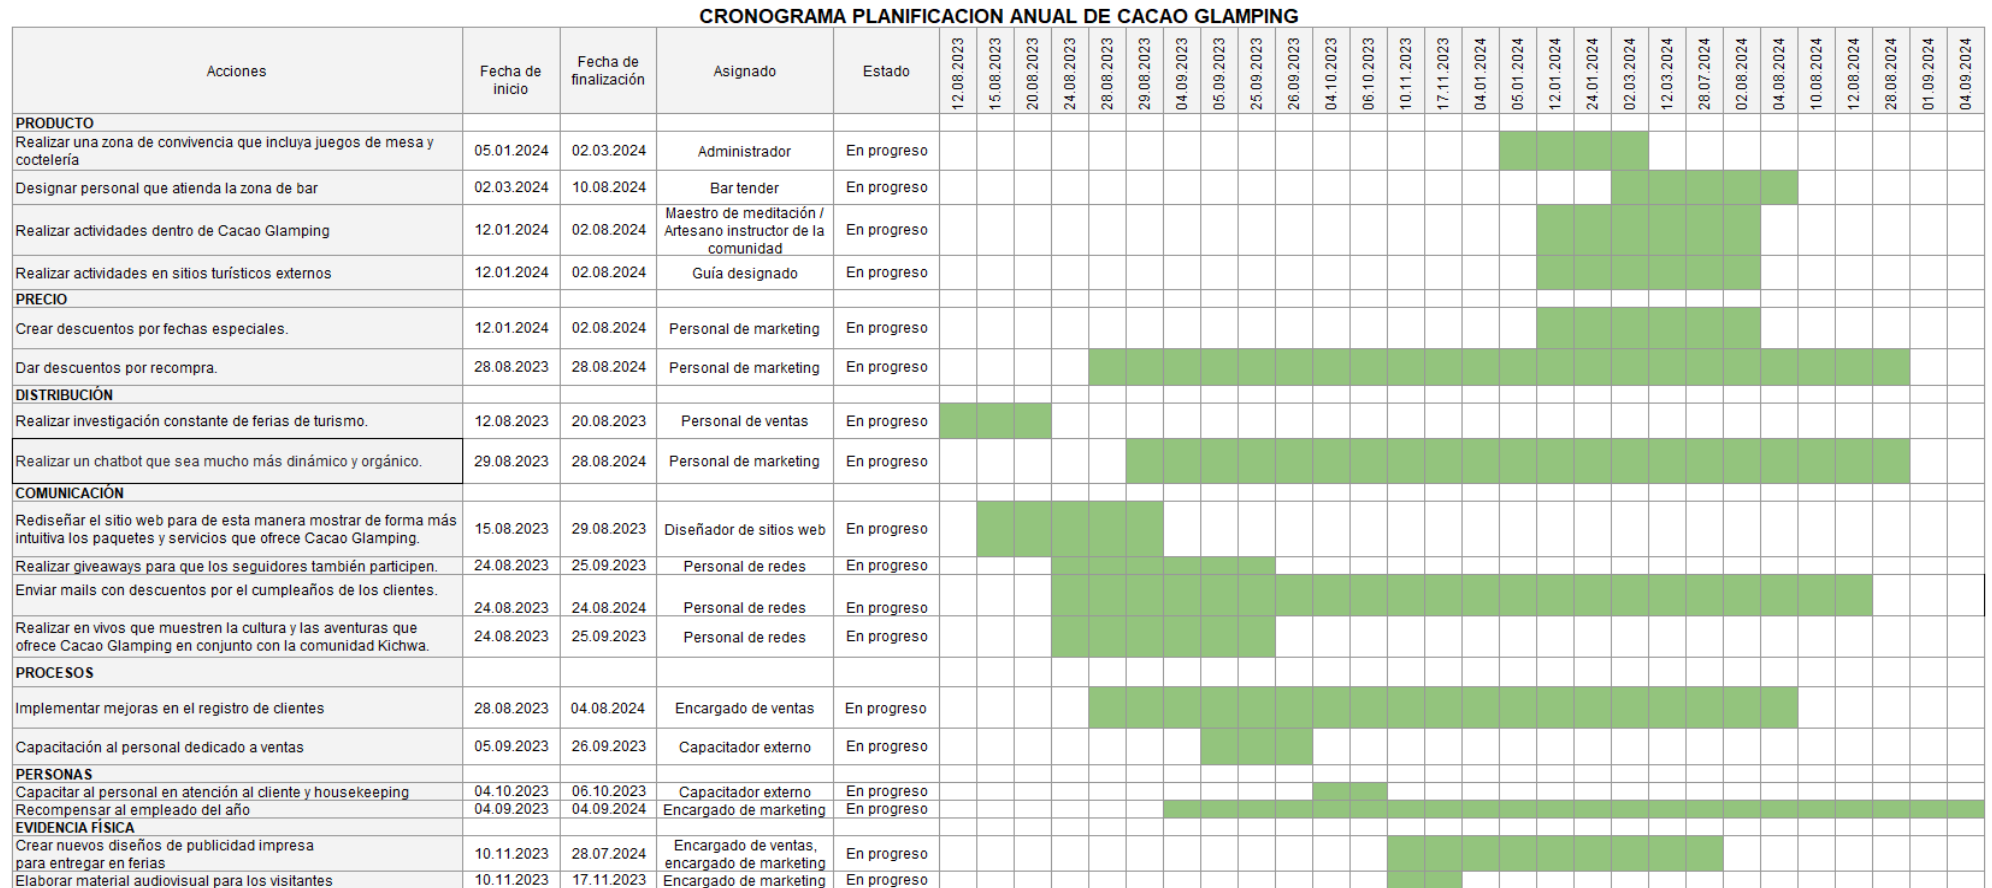 CRONOGRAMA PLANIFICACION ANUAL DE CACAO GLAMPING
Acciones
Fecha de
inicio
Fecha de
finalización
Asignado
Estado
12.08.2023
15.08.2023
20.08.2023
24.08.2023
28.08.2023
29.08.2023
04.09.2023
05.09.2023
25.09.2023
26.09.2023
04.10.2023
06.10.2023
10.11.2023
17.11.2023
04.01.2024
05.01.2024
12.01.2024
24.01.2024
02.03.2024
12.03.2024
28.07.2024
02.08.2024
04.08.2024
10.08.2024
12.08.2024
28.08.2024
01.09.2024
04.09.2024
PRODUCTO
Realizar una zona de convivencia que incluya juegos de mesa y
coctelería
05.01.2024
02.03.2024
Administrador
En progreso
Designar personal que atienda la zona de bar
02.03.2024
10.08.2024
Bar tender
En progreso
Realizar actividades dentro de Cacao Glamping
12.01.2024
02.08.2024
Maestro de meditación /
Artesano instructor de la
comunidad
En progreso
Realizar actividades en sitios turísticos externos
12.01.2024
02.08.2024
Guía designado
En progreso
PRECIO
Crear descuentos por fechas especiales.
12.01.2024
02.08.2024
Personal de marketing
En progreso
Dar descuentos por recompra.
28.08.2023
28.08.2024
Personal de marketing
En progreso
DISTRIBUCIÓN
Realizar investigación constante de ferias de turismo.
12.08.2023
20.08.2023
Personal de ventas
En progreso
Realizar un chatbot que sea mucho más dinámico y orgánico.
29.08.2023
28.08.2024
Personal de marketing
En progreso
COMUNICACIÓN
Rediseñar el sitio web para de esta manera mostrar de forma más
intuitiva los paquetes y servicios que ofrece Cacao Glamping.
15.08.2023
29.08.2023
Diseñador de sitios web
En progreso
Realizar giveaways para que los seguidores también participen.
24.08.2023
25.09.2023
Personal de redes
En progreso
Enviar mails con descuentos por el cumpleaños de los clientes.
24.08.2023
24.08.2024
Personal de redes
En progreso
Realizar en vivos que muestren la cultura y las aventuras que
ofrece Cacao Glamping en conjunto con la comunidad Kichwa.
24.08.2023
25.09.2023
Personal de redes
En progreso
PROCESOS
Implementar mejoras en el registro de clientes
28.08.2023
04.08.2024
Encargado de ventas
En progreso
Capacitación al personal dedicado a ventas
05.09.2023
26.09.2023
Capacitador externo
En progreso
PERSONAS
Capacitar al personal en atención al cliente y housekeeping
04.10.2023
06.10.2023
Capacitador externo
En progreso
Recompensar al empleado del año
04.09.2023
04.09.2024
Encargado de marketing
En progreso
EVIDENCIA FÍSICA
Crear nuevos diseños de publicidad impresa
para entregar en ferias
10.11.2023
28.07.2024
Encargado de ventas,
encargado de marketing
En progreso
Elaborar material audiovisual para los visitantes
10.11.2023
17.11.2023
Encargado de marketing
En progreso